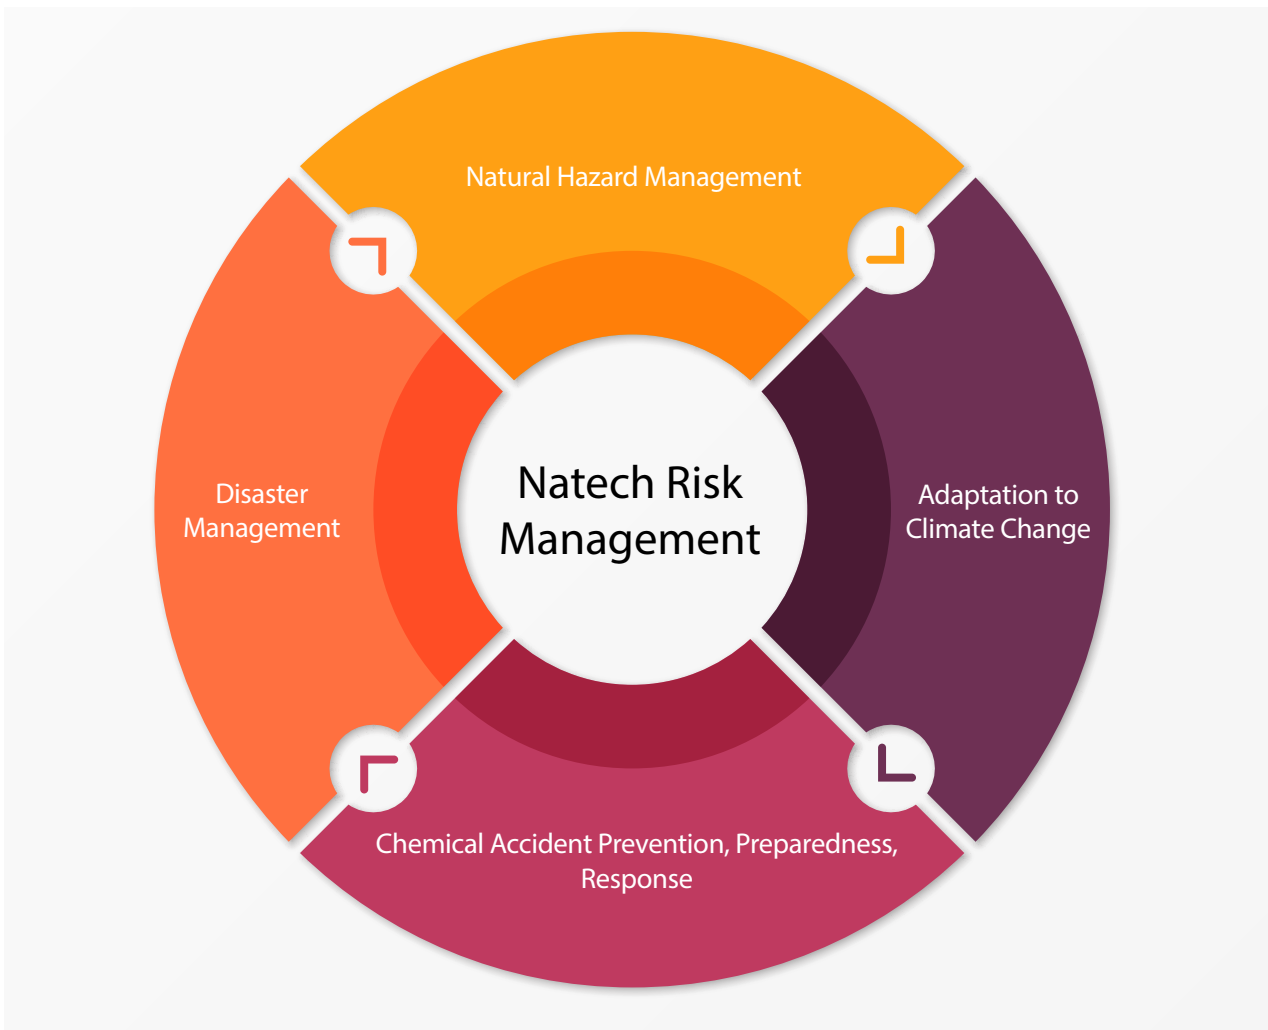 Natural Hazard Management
Disaster
Management
Natech Risk
Management
Adaptation to
Climate Change
Chemical Accident Prevention, Preparedness,
Response